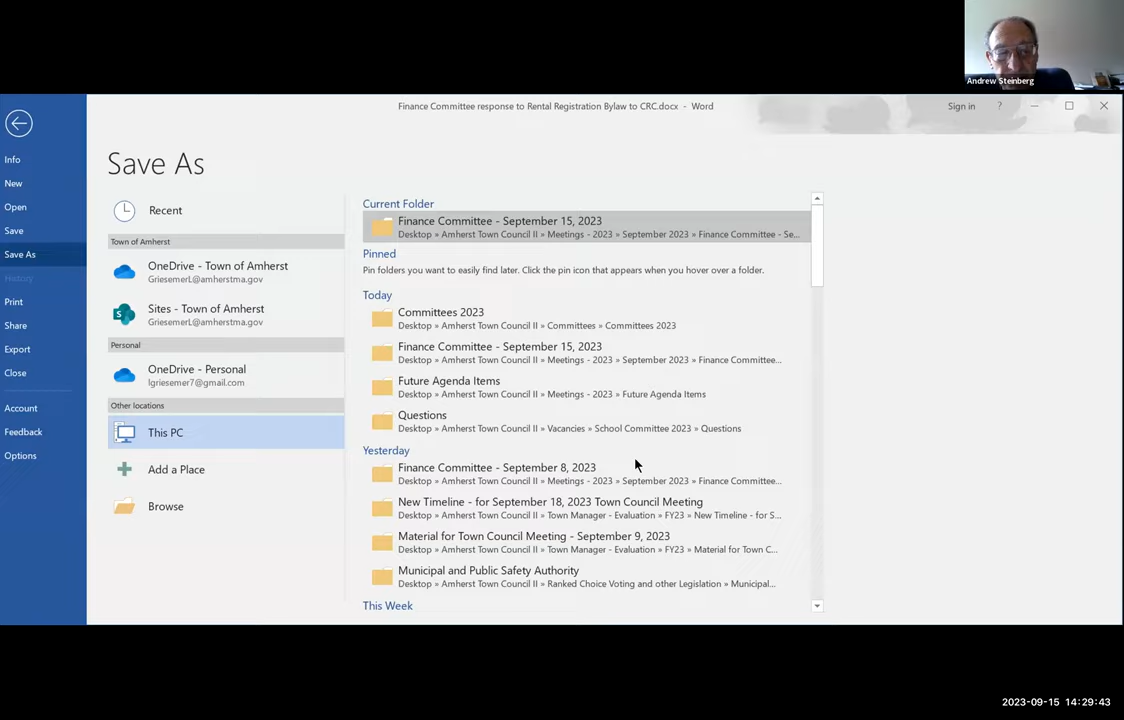 Andrew Steinberg
Finance Committee response to Rental Registration Bylaw to CRC.docx - Word
Sign in
?
Info
New
Open
Save
Save As
History
Print
Share
Export
Close
Account
Feedback
Options
Save As
Recent
Town of Amherst
OneDrive - Town of Amherst
GriesemerL@amherstma.gov
Sites - Town of Amherst
GriesemerL@amherstma.gov
Personal
OneDrive - Personal
lgriesemer7@gmail.com
Other locations
This PC
Add a Place
Browse
Current Folder
Finance Committee - September 15, 2023
Desktop » Amherst Town Council II » Meetings - 2023 » September 2023 » Finance Committee - Se...
Pinned
Pin folders you want to easily find later. Click the pin icon that appears when you hover over a folder.
Today
Committees 2023
Desktop » Amherst Town Council II » Committees » Committees 2023
Finance Committee - September 15, 2023
Desktop » Amherst Town Council II » Meetings - 2023 » September 2023 » Finance Committee...
Future Agenda Items
Desktop » Amherst Town Council II » Meetings - 2023 » Future Agenda Items
Questions
Desktop » Amherst Town Council II » Vacancies » School Committee 2023 » Questions
Yesterday
Finance Committee - September 8, 2023
Desktop » Amherst Town Council II » Meetings - 2023 » September 2023 » Finance Committee...
New Timeline - for September 18, 2023 Town Council Meeting
Desktop » Amherst Town Council II » Town Manager - Evaluation » FY23 » New Timeline - for S...
Material for Town Council Meeting - September 9, 2023
Desktop » Amherst Town Council II » Town Manager - Evaluation » FY23 » Material for Town C...
Municipal and Public Safety Authority
Desktop » Amherst Town Council II » Ranked Choice Voting and other Legislation » Municipal...
This Week
2023-09-15 14:29:43